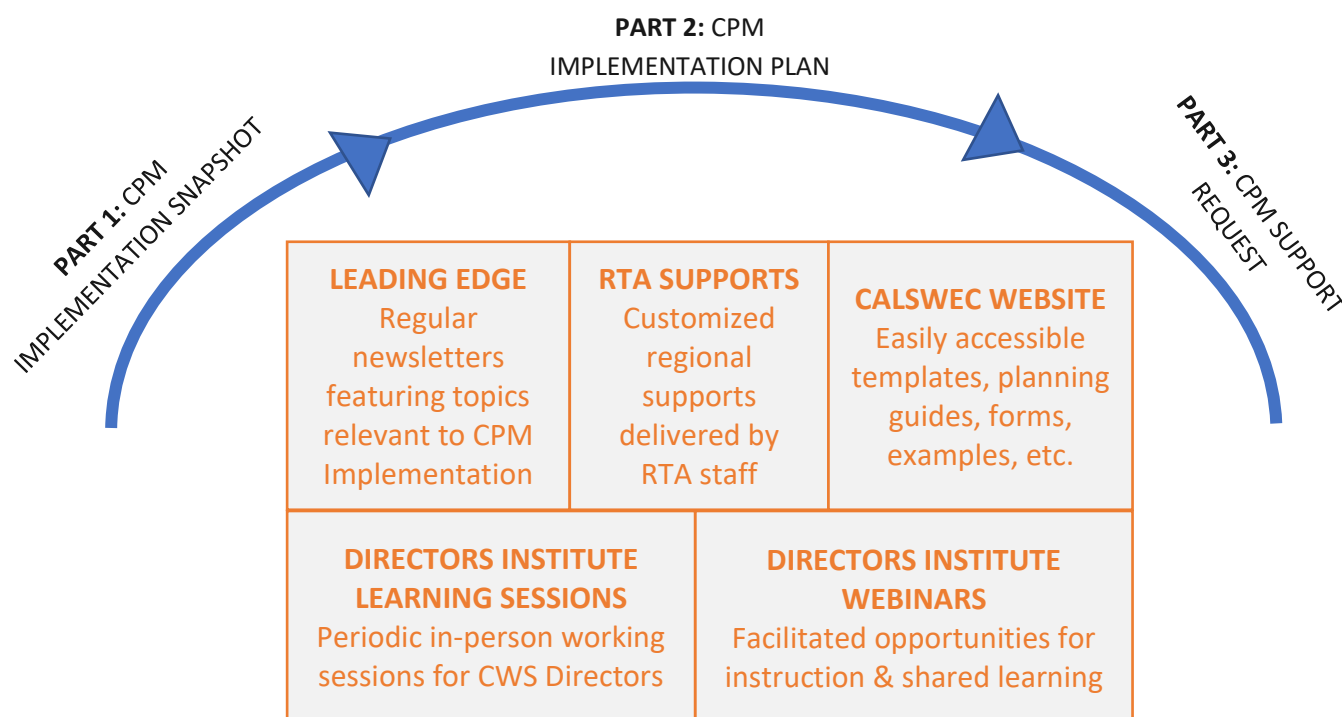 PART 2: CPM
IMPLEMENTATION PLAN
PART 1: CPM
IMPLEMENTATION SNAPSHOT
PART 3: CPM SUPPORT
REQUEST
LEADING EDGE
Regular
newsletters
featuring topics
relevant to CPM
Implementation
RTA SUPPORTS
Customized
regional
supports
delivered by
RTA staff
CALSWEC WEBSITE
Easily accessible
templates, planning
guides, forms,
examples, etc.
DIRECTORS INSTITUTE
LEARNING SESSIONS
Periodic in-person working
sessions for CWS Directors
DIRECTORS INSTITUTE
WEBINARS
Facilitated opportunities for
instruction & shared learning